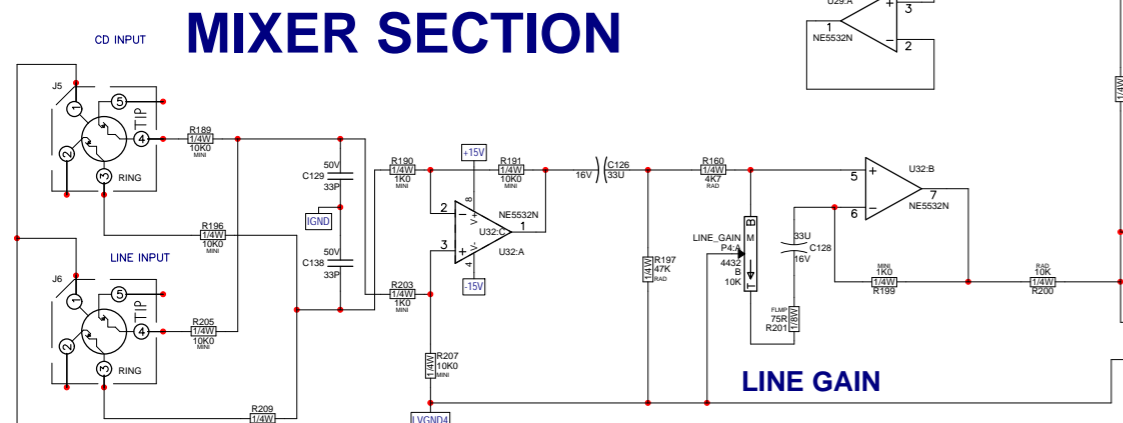 MIXER SECTION
CD INPUT
J5
1
5
TIP
4
2
3
RING
R189
1/4W
10K0
MINI
R196
1/4W
10K0
MINI
LINE INPUT
J6
1
5
TIP
4
2
3
RING
R205
1/4W
10K0
MINI
R209
1/4W
50V
C129
33P
IGND
50V
C138
33P
R190
1/4W
1K0
MINI
R203
1/4W
1K0
MINI
+15V
R191
1/4W
10K0
MINI
8
V+
2
NE5532N
U32:C
1
3
V-
4
U32:A
-15V
R207
10K0
1/4W
MINI
LVGND4
C126
16V
33U
R197
47K
1/4W
RAD
R160
1/4W
4K7
RAD
LINE_GAIN
P4:A
4432
B
10K
B
M
T
33U
C128
16V
FLMP
75R
R201
1/8W
U32:B
5
+
7
6
NE5532N
MINI
1K0
1/4W
R199
RAD
10K
1/4W
R200
LINE GAIN
U29:A
+
3
1
NE5532N
2
1/4W